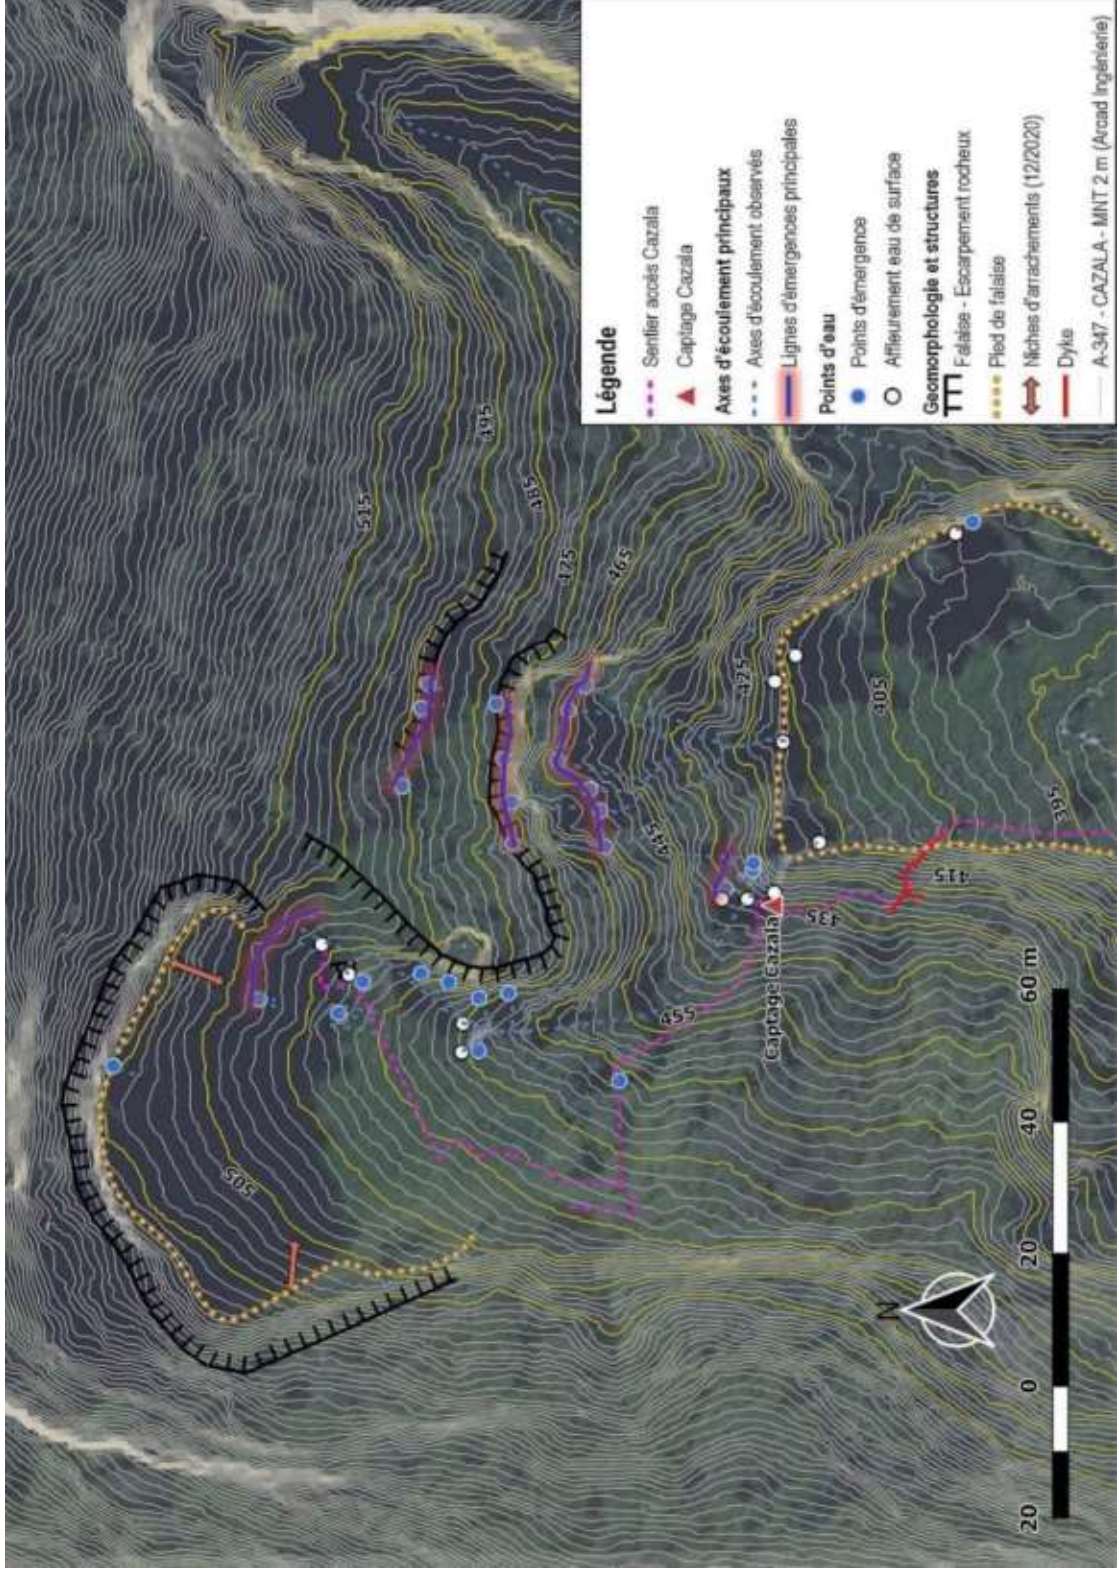 Légende
Sentier accès Cazala
Captage Cazala
Axes d'écoulement principaux
Axes d'écoulement observés
Lignes d'émergences principales
Points d'eau
Points d'émergence
Affleurement eau de surface
Geomorphologie et structures
Falaise - Escarpement rocheux
Pied de falaise
Niches d'arrachements (12/2020)
Dyke
A-347 - CAZALA - MNT 2 m (Arcad Ingénierie)
515
495
485
475
465
505
425
445
405
455
435
415
395
Captage Cazala
N
20 0 20 40 60 m